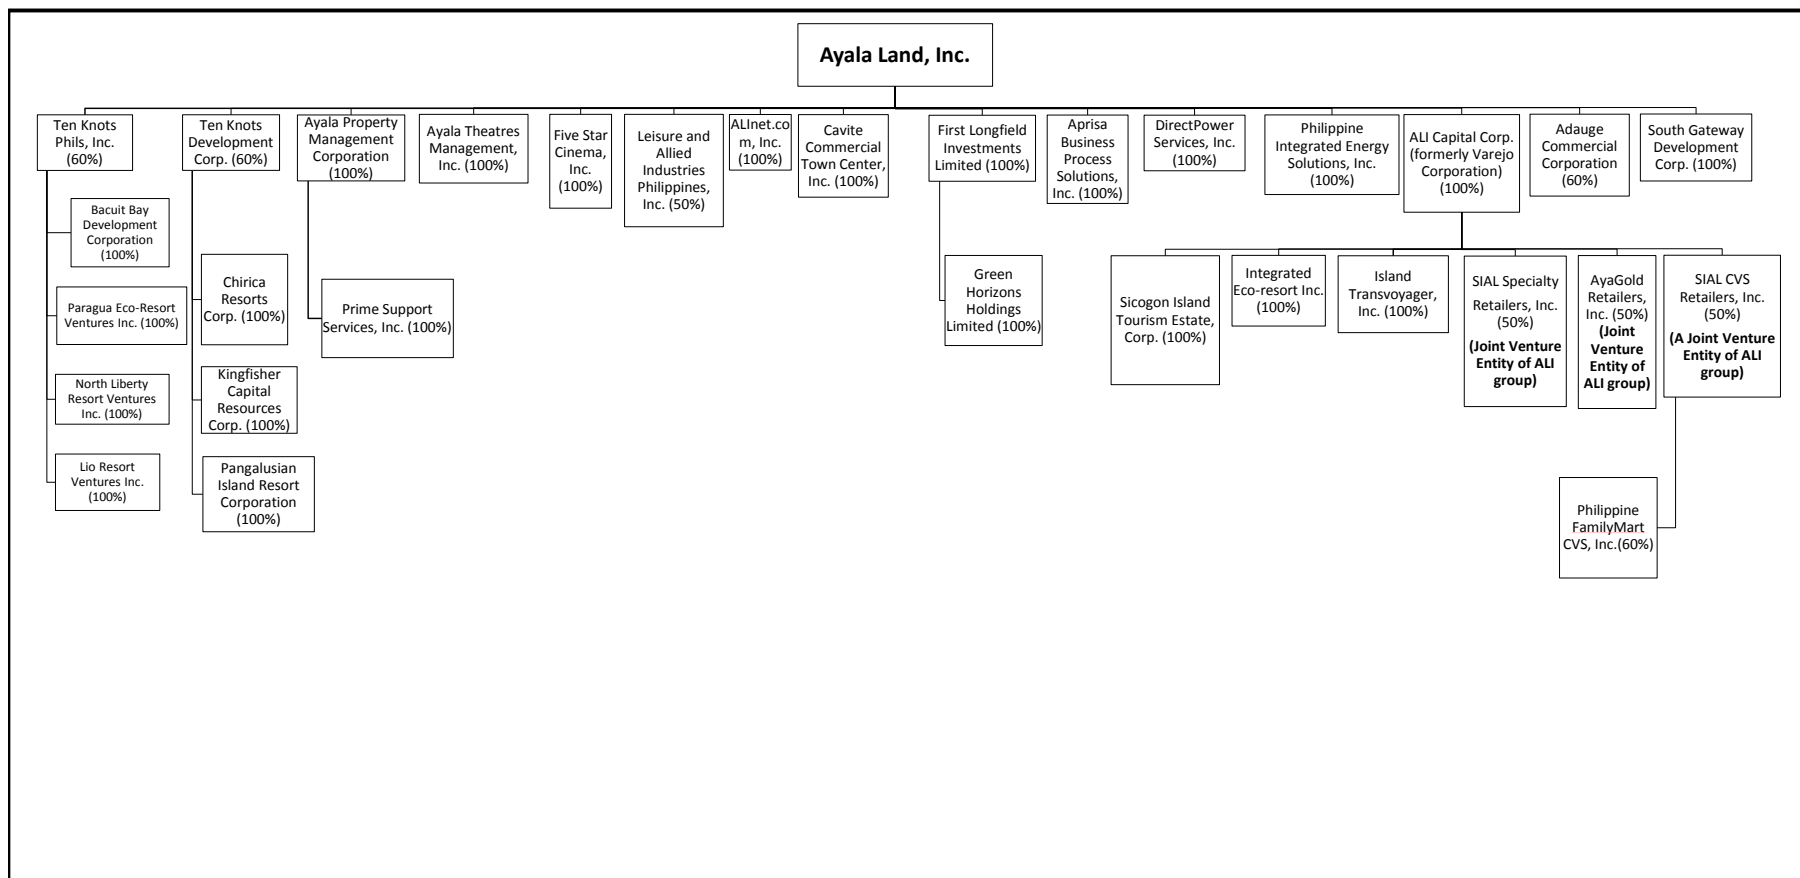 Ayala Land, Inc.
Ten Knots
Phils, Inc.
(60%)
Ten Knots
Development
Corp. (60%)
Ayala Property
Management
Corporation
(100%)
Ayala Theatres
Management,
Inc. (100%)
Five Star
Cinema,
Inc.
(100%)
Leisure and
Allied
Industries
Philippines,
Inc. (50%)
ALInet.co
m, Inc.
(100%)
Cavite
Commercial
Town Center,
Inc. (100%)
First Longfield
Investments
Limited (100%)
Aprisa
Business
Process
Solutions,
Inc. (100%)
DirectPower
Services, Inc.
(100%)
Philippine
Integrated Energy
Solutions, Inc.
(100%)
ALI Capital Corp.
(formerly Varejo
Corporation)
(100%)
Adauge
Commercial
Corporation
(60%)
South Gateway
Development
Corp. (100%)
Bacuit Bay
Development
Corporation
(100%)
Paragua Eco-Resort
Ventures Inc. (100%)
North Liberty
Resort Ventures
Inc. (100%)
Lio Resort
Ventures Inc.
(100%)
Chirica
Resorts
Corp. (100%)
Kingfisher
Capital
Resources
Corp. (100%)
Pangalusian
Island Resort
Corporation
(100%)
Prime Support
Services, Inc. (100%)
Green
Horizons
Holdings
Limited (100%)
Sicogon Island
Tourism Estate,
Corp. (100%)
Integrated
Eco-resort Inc.
(100%)
Island
Transvoyager,
Inc. (100%)
SIAL Specialty
Retailers, Inc.
(50%)
(Joint Venture
Entity of ALI
group)
AyaGold
Retailers,
Inc. (50%)
(Joint
Venture
Entity of
ALI group)
SIAL CVS
Retailers, Inc.
(50%)
(A Joint Venture
Entity of ALI
group)
Philippine
FamilyMart
CVS, Inc.(60%)